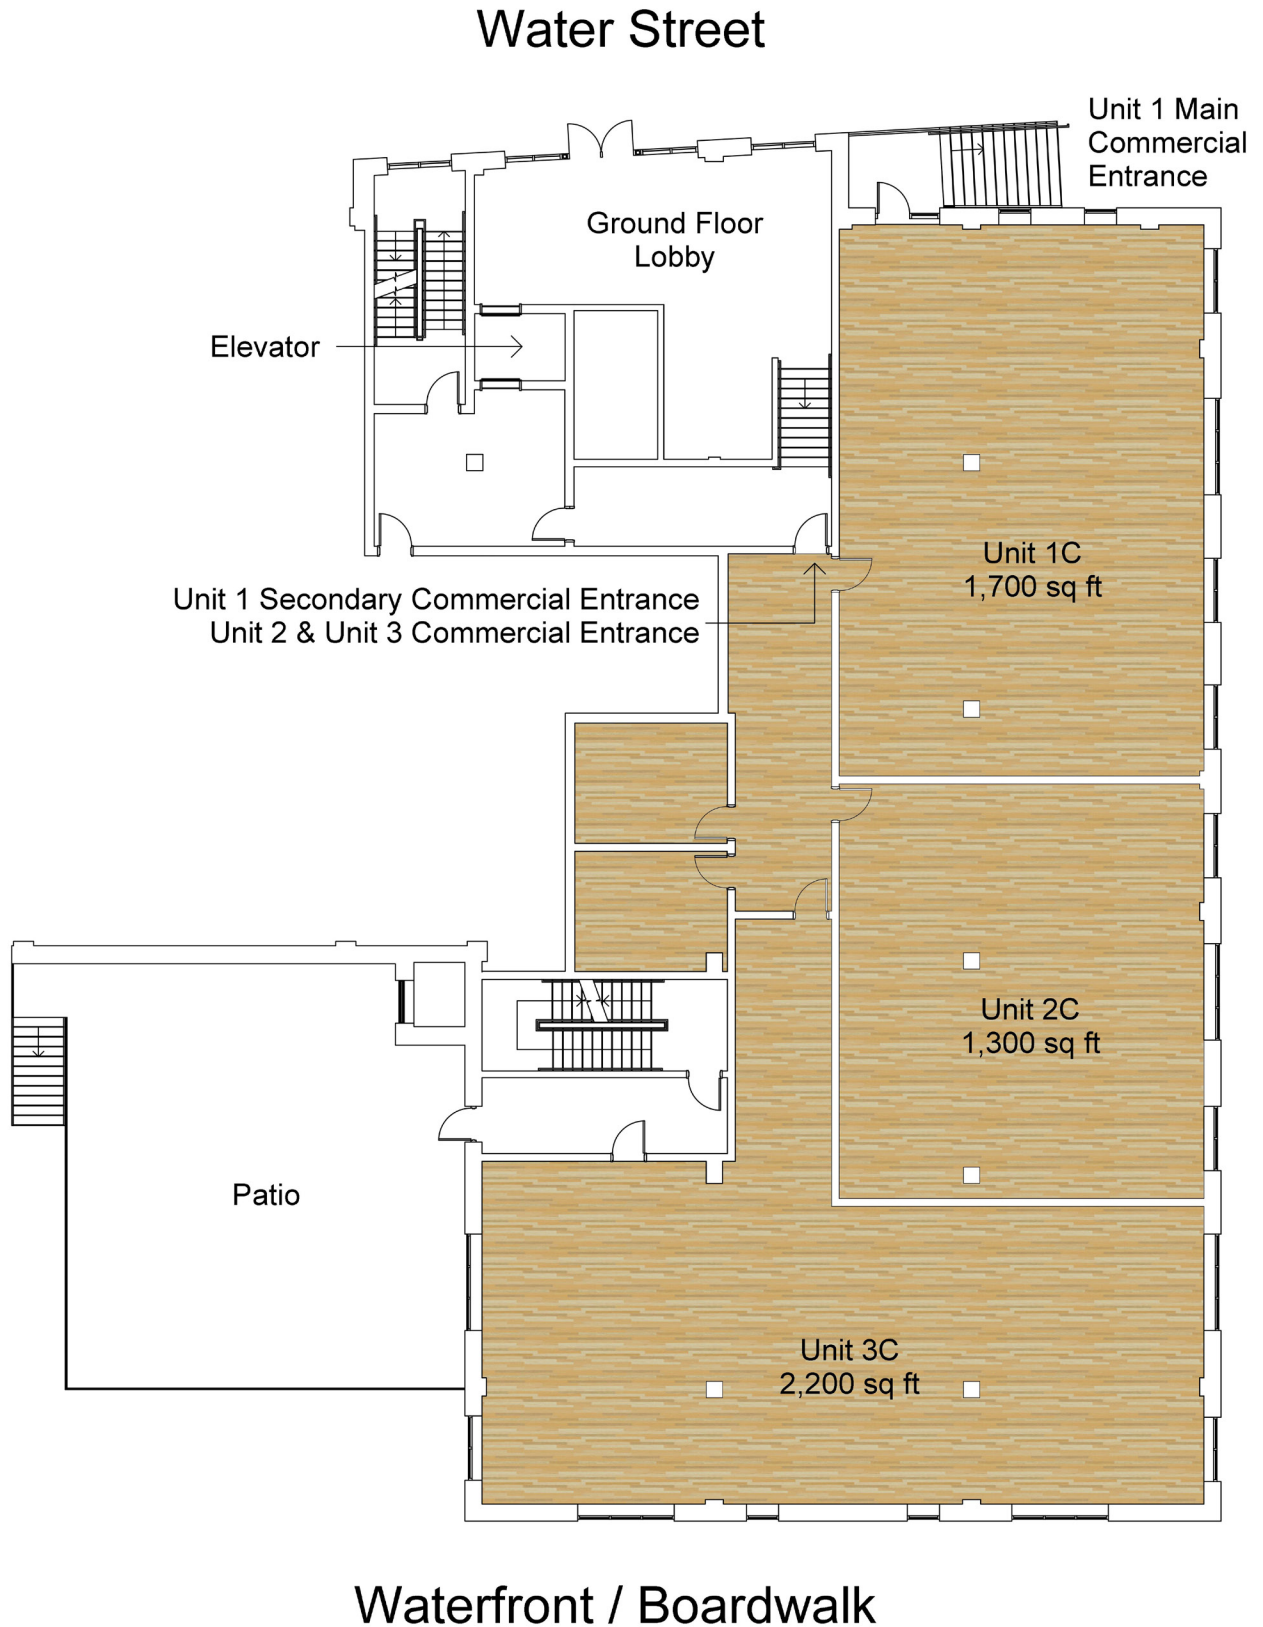 Water Street
Unit 1 Main
Commercial
Entrance
Ground Floor
Lobby
Elevator
Unit 1C
1,700 sq ft
Unit 1 Secondary Commercial Entrance
Unit 2 & Unit 3 Commercial Entrance
Unit 2C
1,300 sq ft
Patio
Unit 3C
2,200 sq ft
Waterfront / Boardwalk